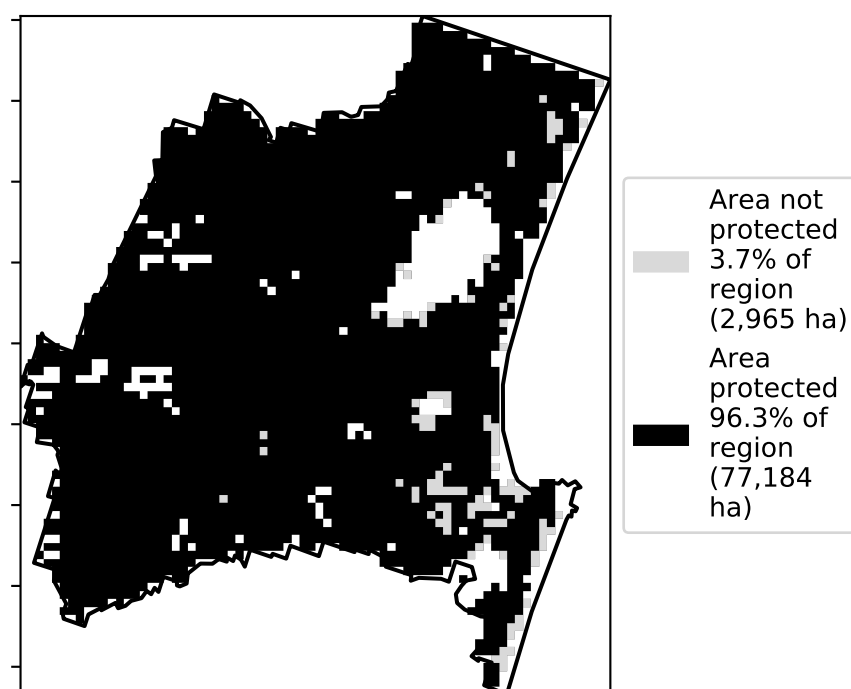 Area not
protected
3.7% of
region
(2,965 ha)
Area
protected
96.3% of
region
(77,184
ha)